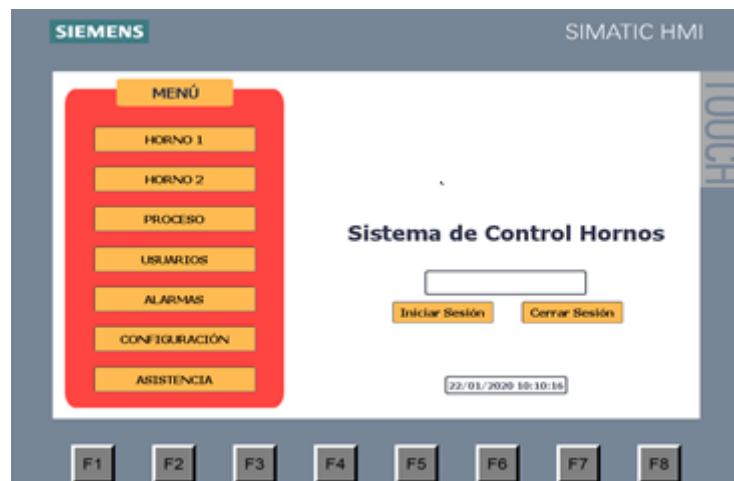 SIEMENS
SIMATIC HMI
TOUCH
MENÚ
HORNO 1
HORNO 2
PROCESO
USUARIOS
ALARMAS
CONFIGURACIÓN
ASISTENCIA
Sistema de Control Hornos
Iniciar Sesión
Cerrar Sesión
22/01/2020 10:10:16
F1 F2 F3 F4 F5 F6 F7 F8